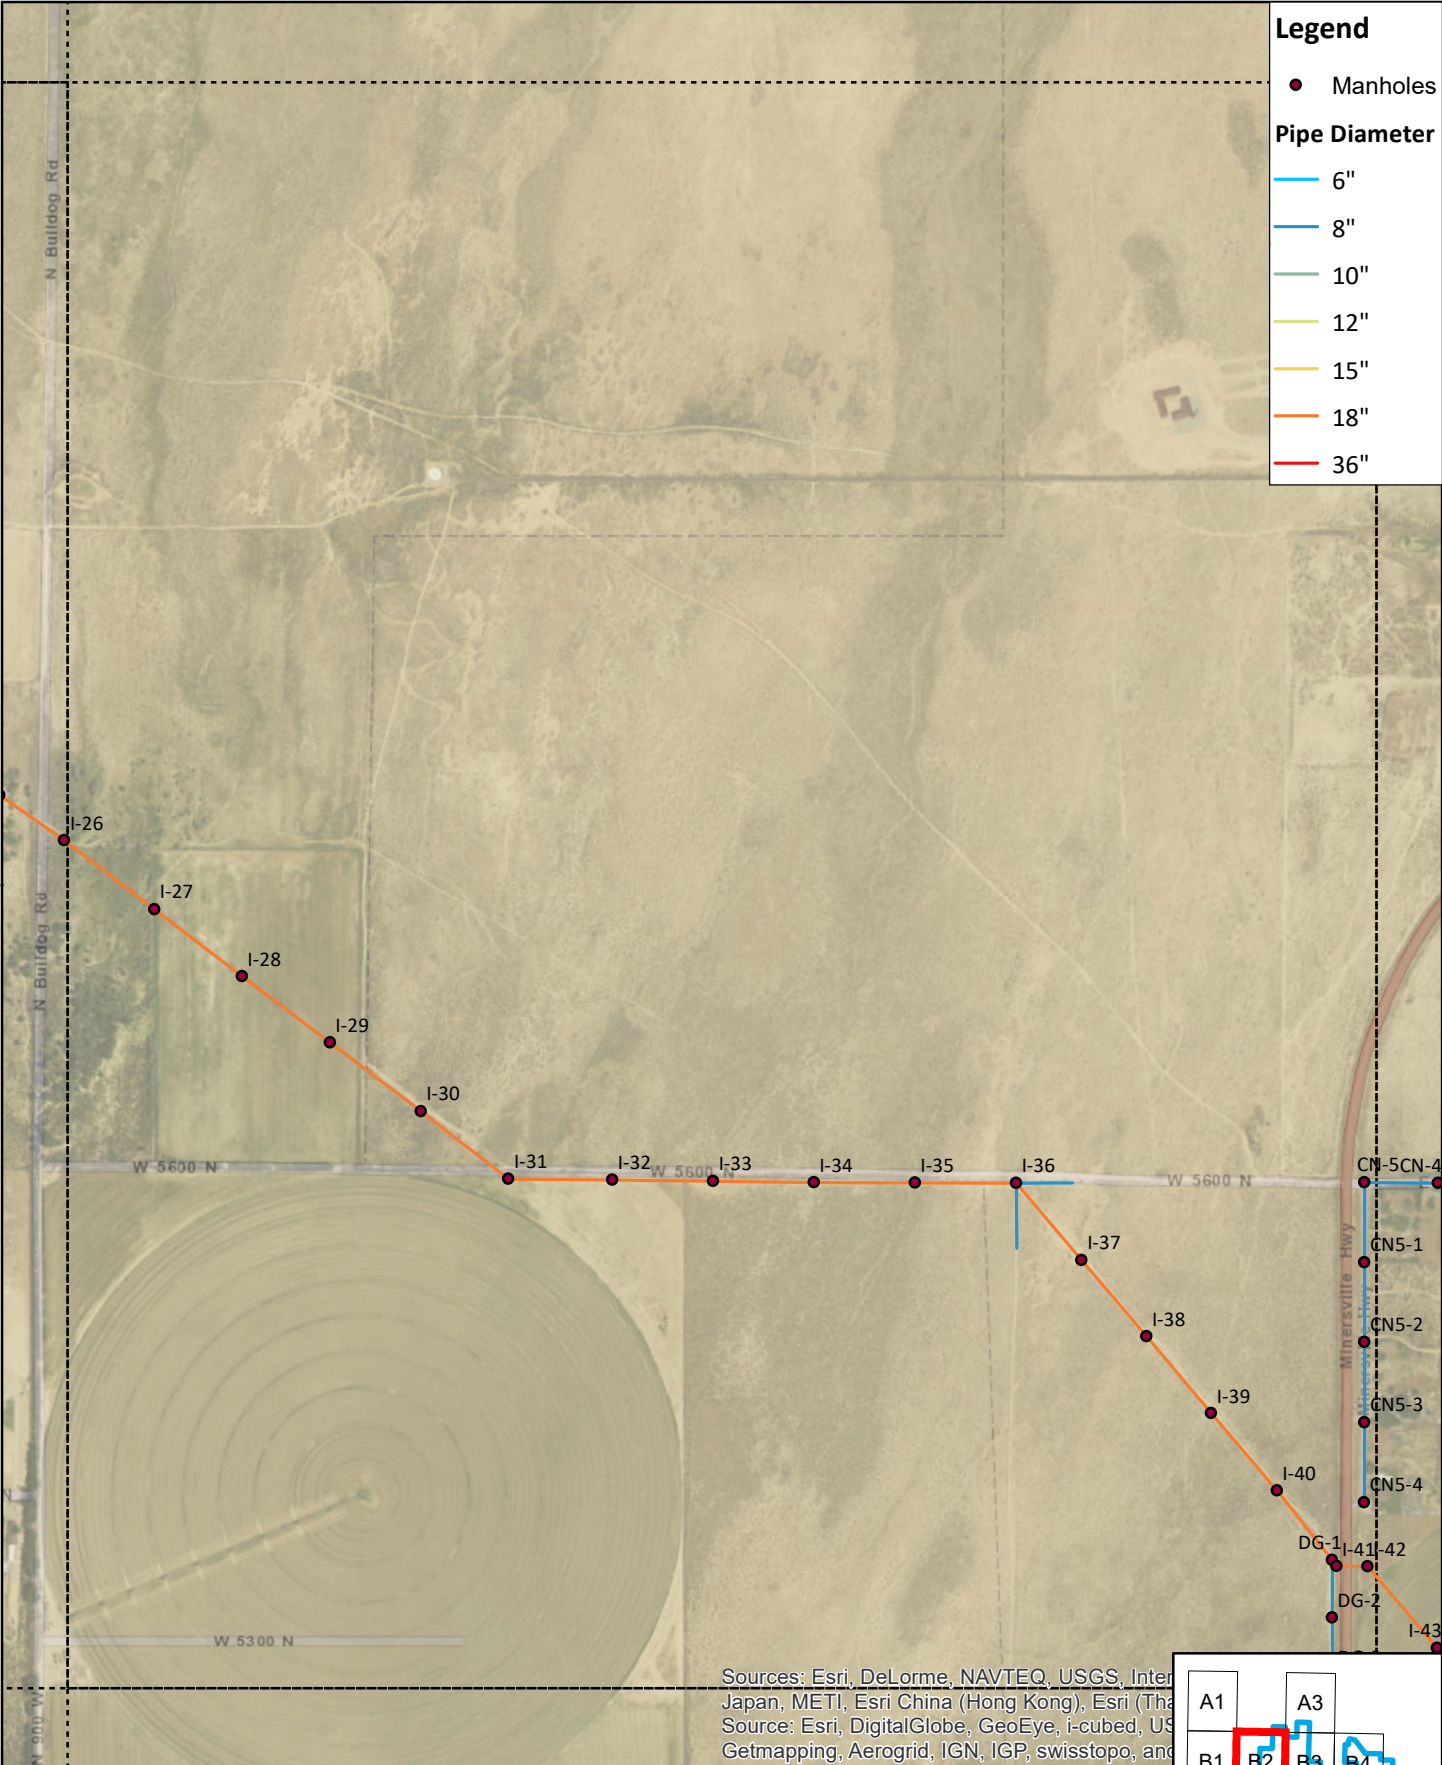 Legend
Manholes
Pipe Diameter
6"
8"
10"
12"
15"
18"
36"
N Bulldog Rd
I-26
I-27
N Bulldog Rd
I-28
I-29
I-30
I-31
I-32
I-33
I-34
I-35
I-36
CN-5
CN-4
W 5600 N
W 5600 N
W 5600 N
I-37
CN5-1
Minersville Hwy
Minersville Hwy
I-38
CN5-2
I-39
CN5-3
I-40
CN5-4
DG-1
I-41
I-42
DG-2
I-43
W 5300 N
N 900 W
Sources: Esri, DeLorme, NAVTEQ, USGS, Inter
Japan, METI, Esri China (Hong Kong), Esri (Tha
Source: Esri, DigitalGlobe, GeoEye, i-cubed, US
Getmapping, Aerogrid, IGN, IGP, swisstopo, and
A1
A3
B1
B2
B3
B4